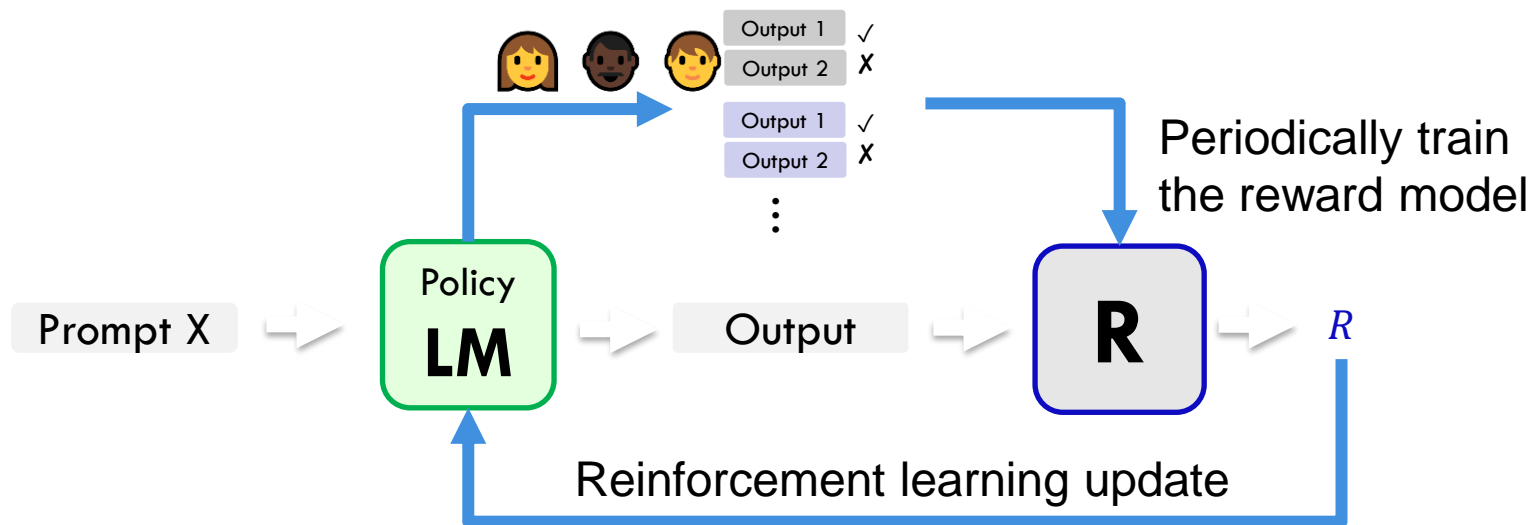 Output 1 ✓
Output 2 ✗
Output 1 ✓
Output 2 ✗
⋮
Periodically train
the reward model
Policy
LM
Prompt X
Output
R
R
Reinforcement learning update